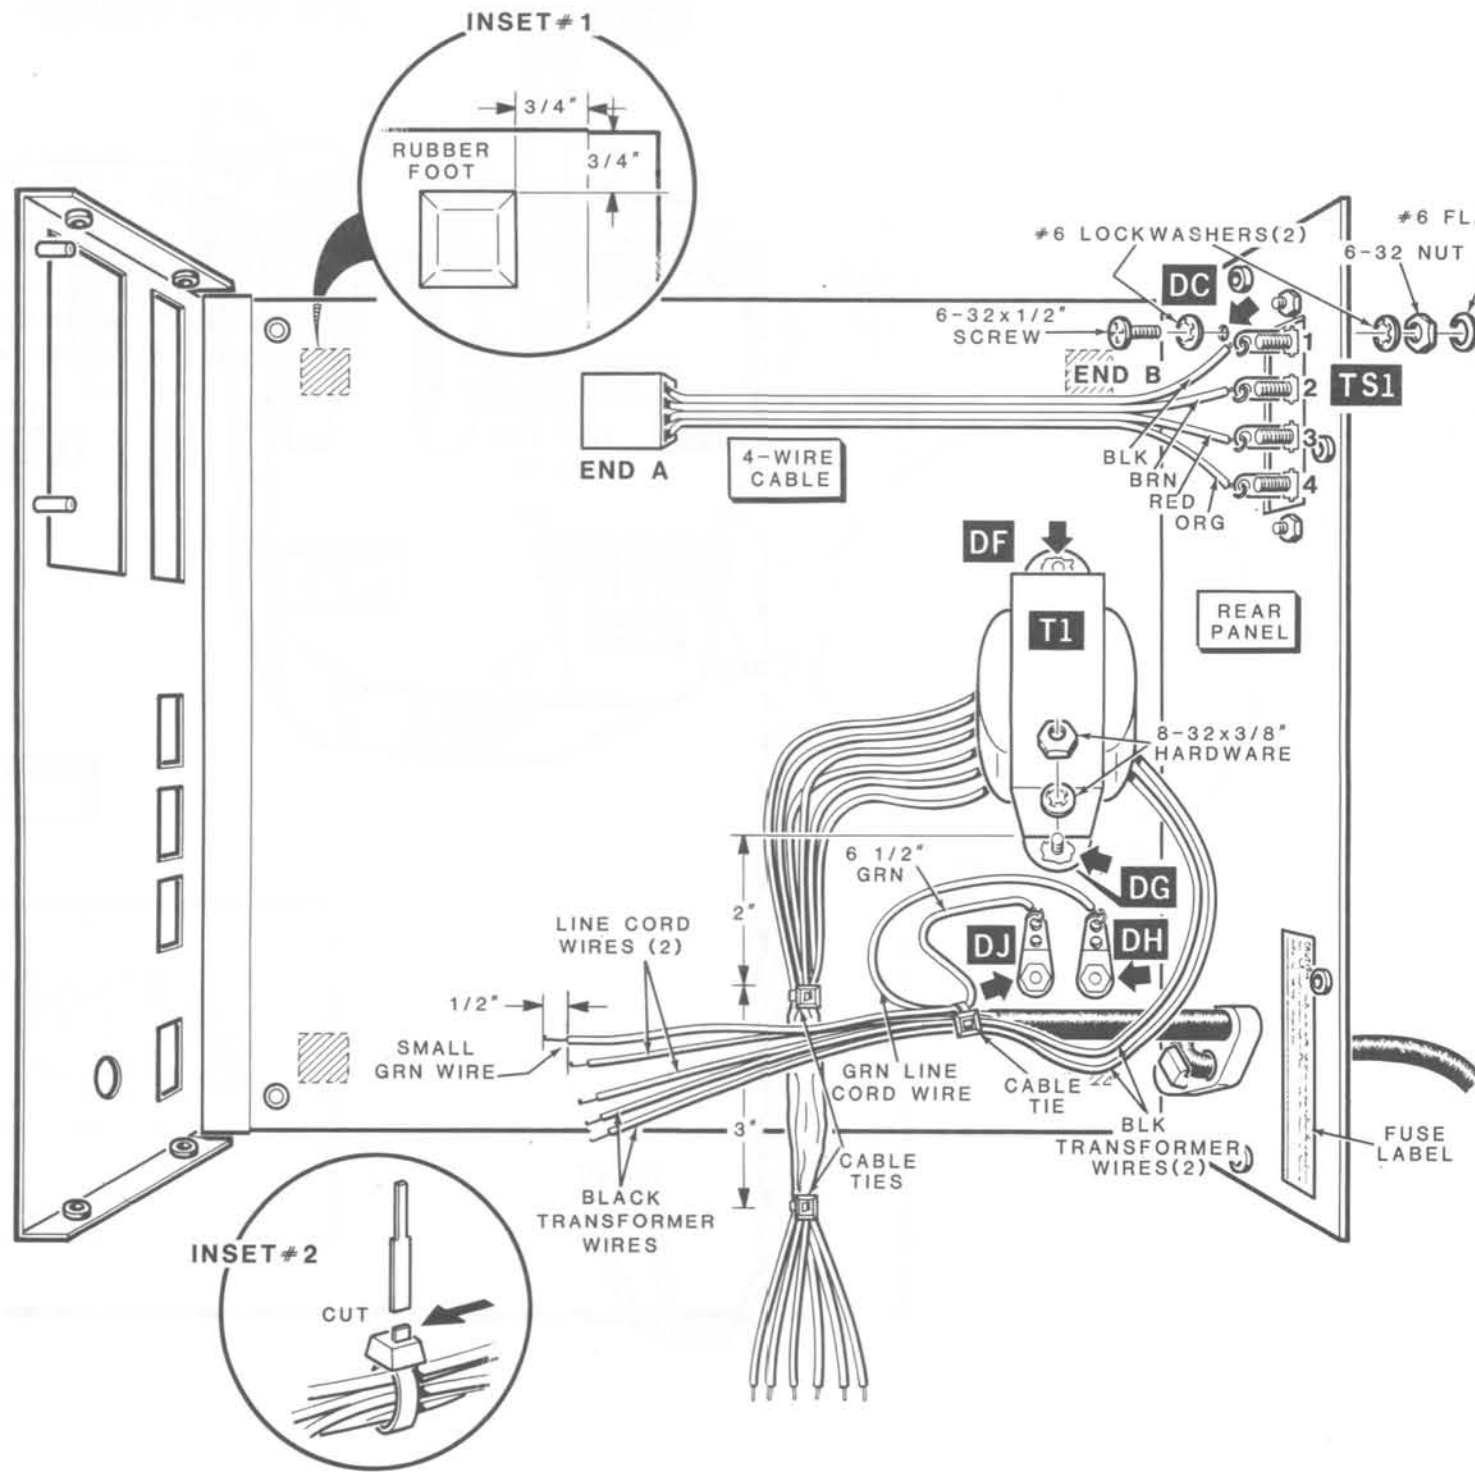 INSET#1
3/4"
RUBBER
FOOT
3/4"
#6 LOCKWASHERS(2)
6-32 NUT
DC
6-32x1/2"
SCREW
END B
TS1
1
2
3
4
END A
4-WIRE
CABLE
BLK
BRN
RED
ORG
DF
T1
REAR
PANEL
8-32x3/8"
HARDWARE
6 1/2"
GRN
DG
2"
LINE CORD
WIRES (2)
DJ
DH
1/2"
SMALL
GRN WIRE
GRN LINE
CORD WIRE
CABLE
TIE
3"
BLK
TRANSFORMER
WIRES(2)
FUSE
LABEL
CABLE
TIES
BLACK
TRANSFORMER
WIRES
INSET#2
CUT